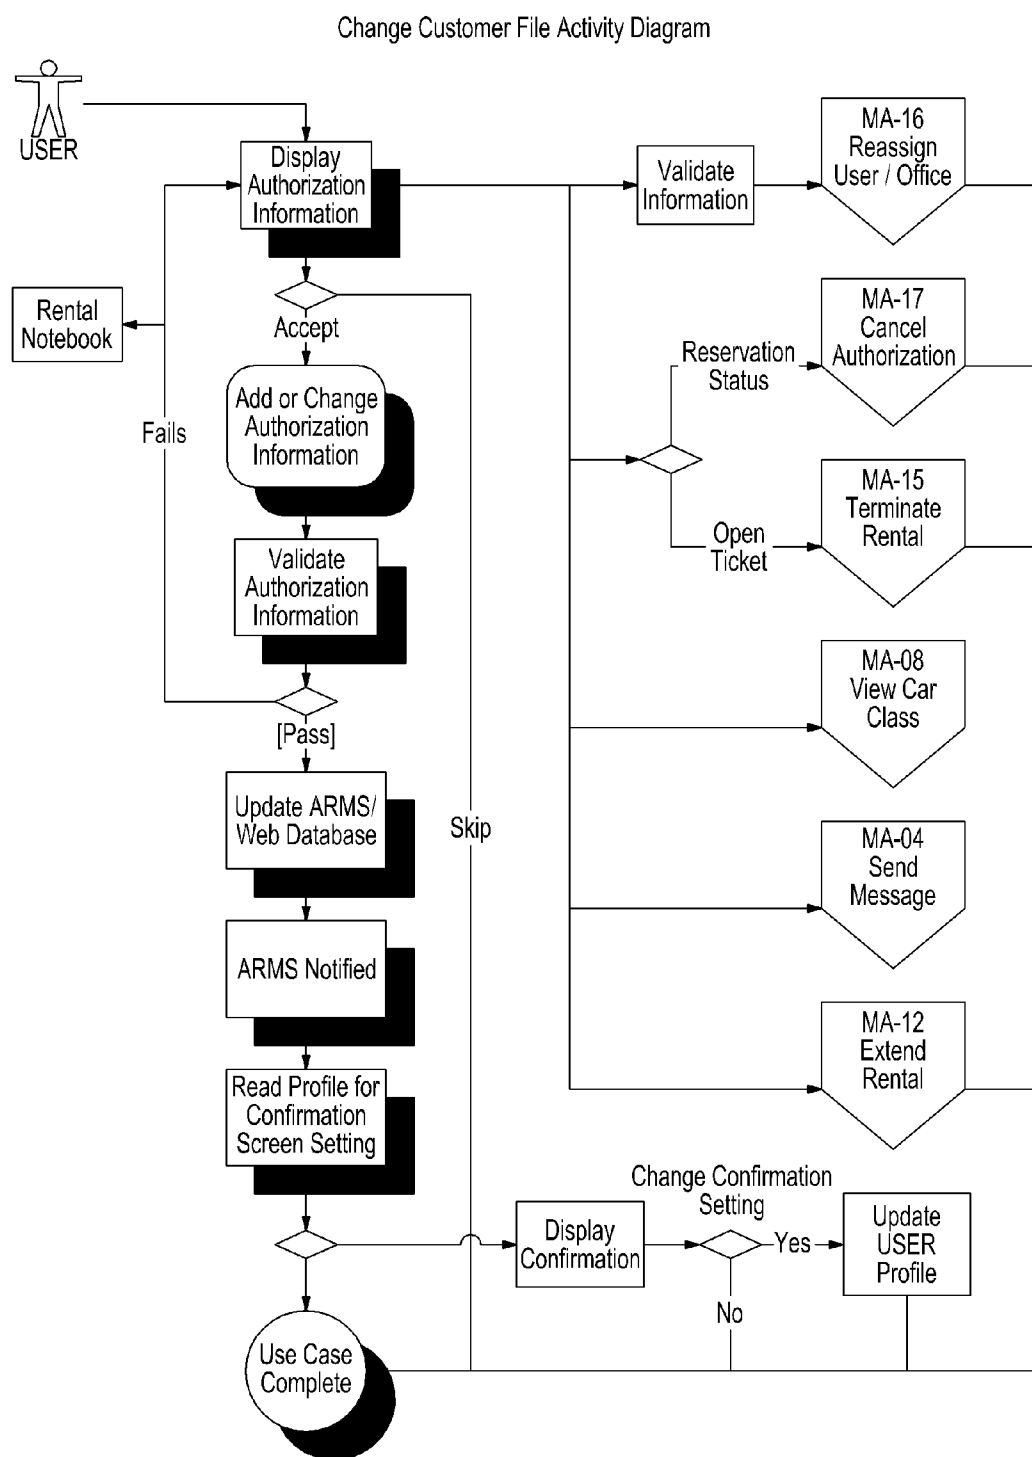 Change Customer File Activity Diagram
USER
Display
Authorization
Information
Validate
Information
MA-16
Reassign
User / Office
Rental
Notebook
Accept
MA-17
Cancel
Authorization
Reservation
Status
Add or Change
Authorization
Information
Fails
MA-15
Terminate
Rental
Open
Ticket
Validate
Authorization
Information
MA-08
View Car
Class
[Pass]
Update ARMS/
Web Database
Skip
MA-04
Send
Message
ARMS Notified
MA-12
Extend
Rental
Read Profile for
Confirmation
Screen Setting
Change Confirmation
Setting
Display
Confirmation
Yes
Update
USER
Profile
No
Use Case
Complete